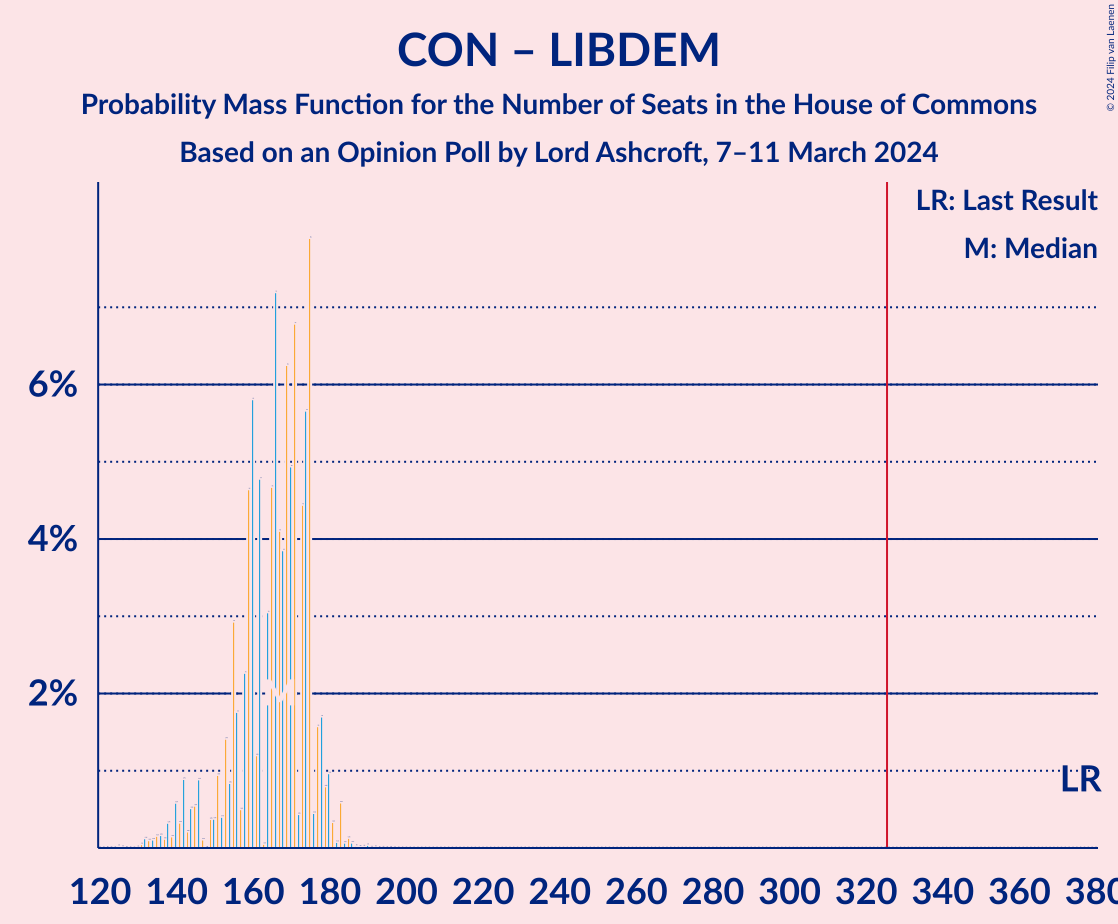 CON – LIBDEM
Probability Mass Function for the Number of Seats in the House of Commons
Based on an Opinion Poll by Lord Ashcroft, 7–11 March 2024
© 2024 Filip van Laenen
LR: Last Result
M: Median
6%
4%
2%
LR
120 140 160 180 200 220 240 260 280 300 320 340 360 380